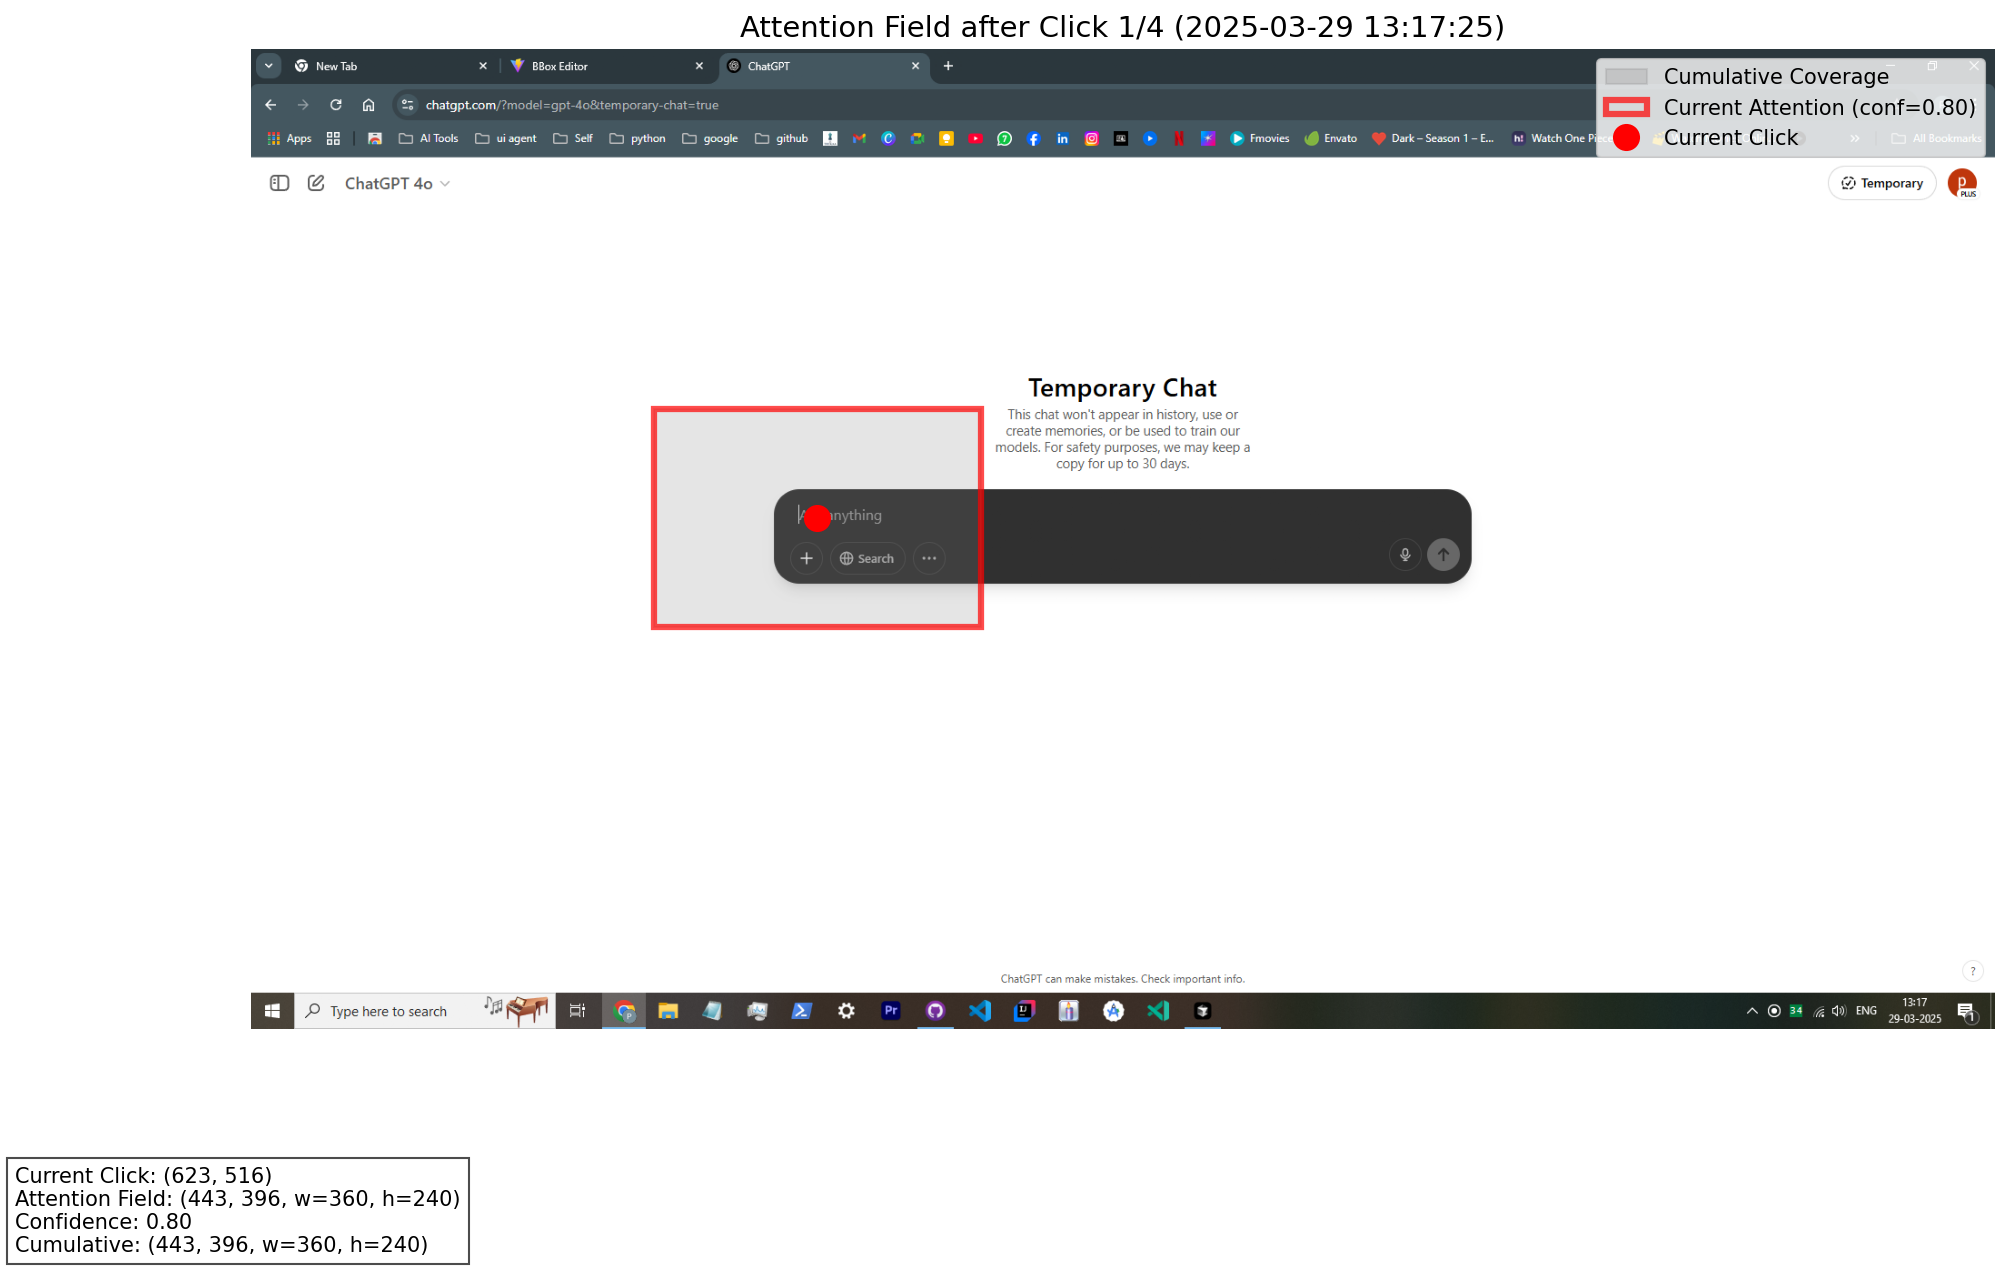 Attention Field after Click 1/4 (2025-03-29 13:17:25)
New Tab
BBox Editor
ChatGPT
Cumulative Coverage
Current Attention (conf=0.80)
Current Click
chatgpt.com/?model=gpt-4o&temporary-chat=true
Apps
AI Tools
ui agent
Self
python
google
github
Fmovies
Envato
Dark – Season 1 – E...
Watch One Piece
All Bookmarks
ChatGPT 4o
Temporary
P
PLUS
Temporary Chat
This chat won't appear in history, use or
create memories, or be used to train our
models. For safety purposes, we may keep a
copy for up to 30 days.
anything
Search
ChatGPT can make mistakes. Check important info.
?
Type here to search
Pr
34
ENG
13:17
29-03-2025
1
Current Click: (623, 516)
Attention Field: (443, 396, w=360, h=240)
Confidence: 0.80
Cumulative: (443, 396, w=360, h=240)